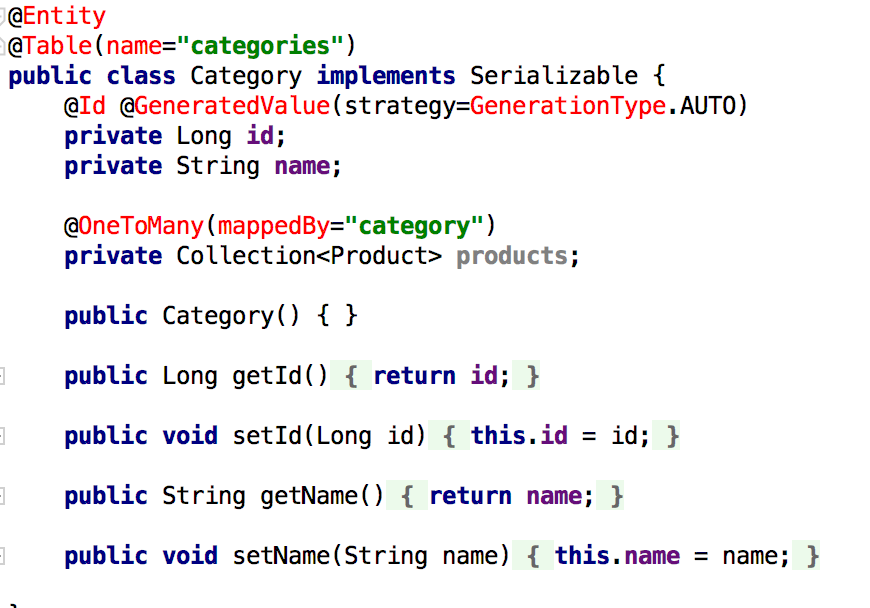 @Entity
@Table(name="categories")
public class Category implements Serializable {
    @Id @GeneratedValue(strategy=GenerationType.AUTO)
    private Long id;
    private String name;

    @OneToMany(mappedBy="category")
    private Collection<Product> products;

    public Category() { }

    public Long getId() { return id; }

    public void setId(Long id) { this.id = id; }

    public String getName() { return name; }

    public void setName(String name) { this.name = name; }

}